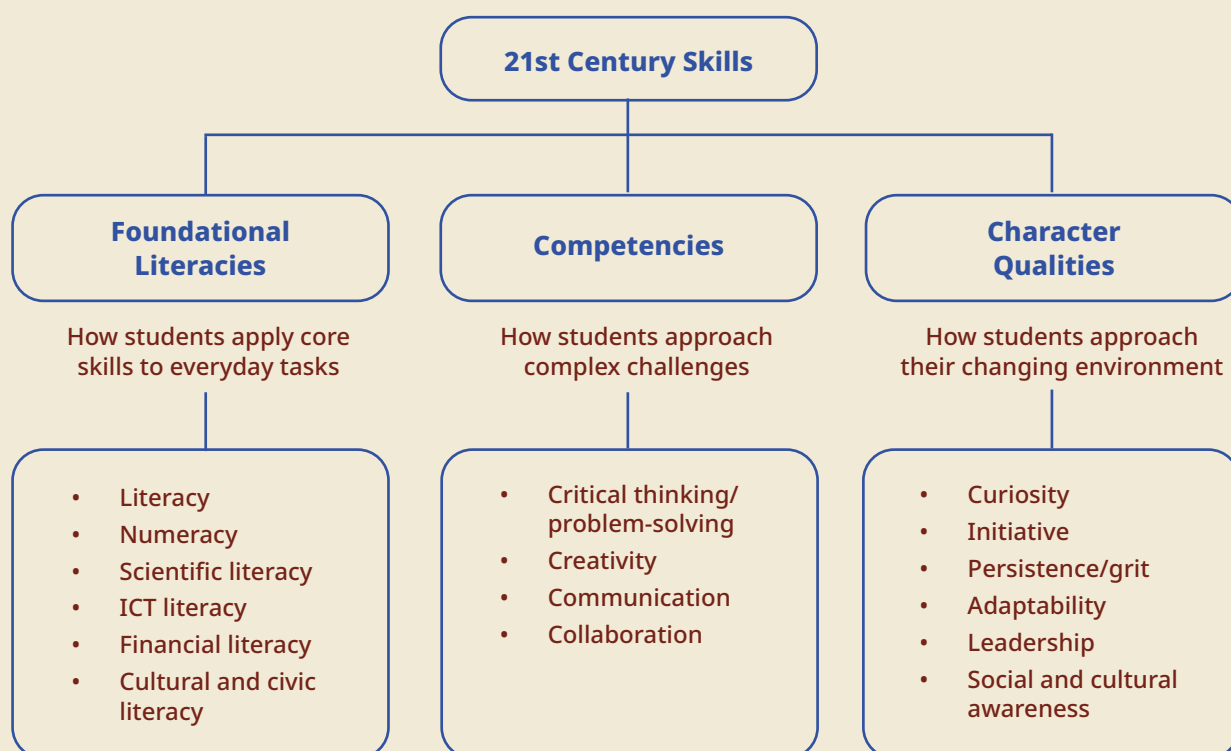 21st Century Skills
Foundational
Literacies
How students apply core
skills to everyday tasks
• Literacy
• Numeracy
• Scientific literacy
• ICT literacy
• Financial literacy
• Cultural and civic
literacy
Competencies
How students approach
complex challenges
• Critical thinking/
problem-solving
• Creativity
• Communication
• Collaboration
Character
Qualities
How students approach
their changing environment
• Curiosity
• Initiative
• Persistence/grit
• Adaptability
• Leadership
• Social and cultural
awareness